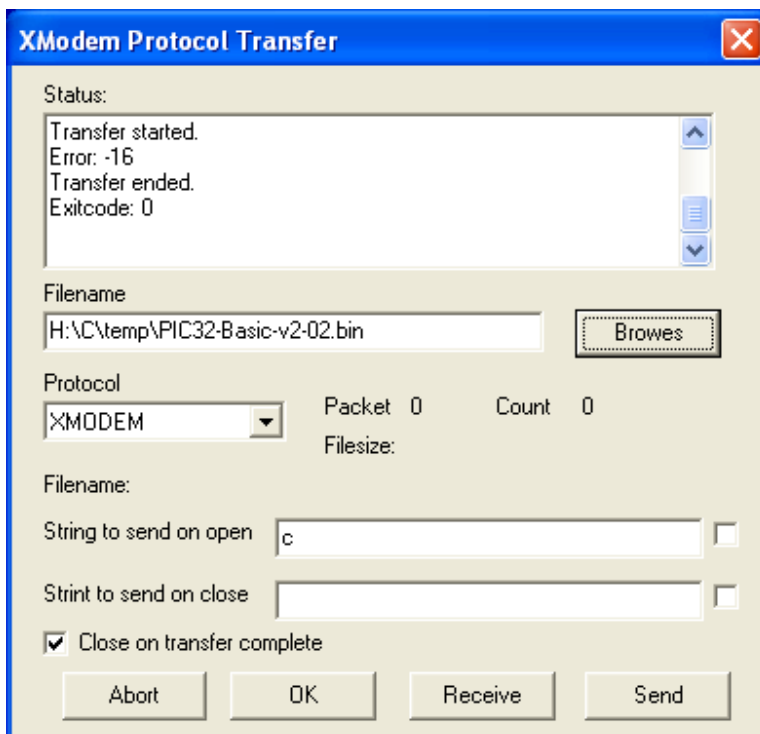 XModem Protocol Transfer
Status:
Transfer started.
Error: -16
Transfer ended.
Exitcode: 0
Filename
H:\C\temp\PIC32-Basic-v2-02.bin
Browes
Protocol
XMODEM
Packet 0 Count 0
Filesize:
Filename:
String to send on open c
Strint to send on close
Close on transfer complete
Abort OK Receive Send